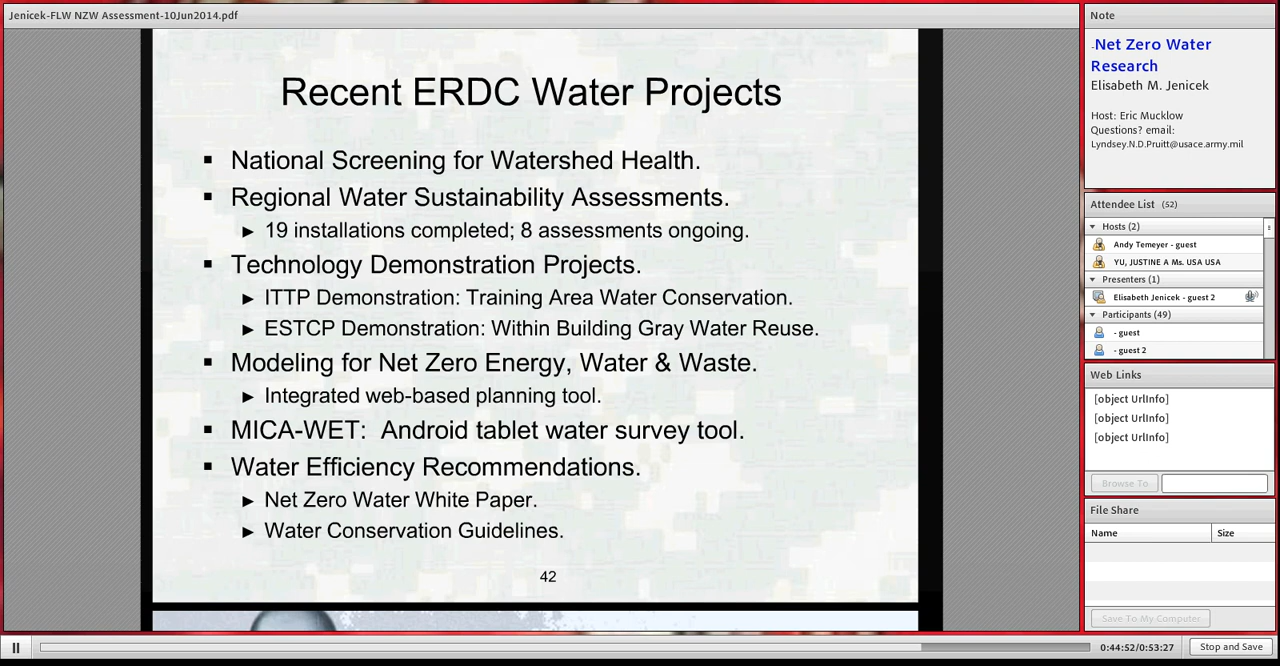 Jenicek-FLW NZW Assessment-10Jun2014.pdf
Recent ERDC Water Projects
▪ National Screening for Watershed Health.
▪ Regional Water Sustainability Assessments.
► 19 installations completed; 8 assessments ongoing.
▪ Technology Demonstration Projects.
► ITTP Demonstration: Training Area Water Conservation.
► ESTCP Demonstration: Within Building Gray Water Reuse.
▪ Modeling for Net Zero Energy, Water & Waste.
► Integrated web-based planning tool.
▪ MICA-WET: Android tablet water survey tool.
▪ Water Efficiency Recommendations.
► Net Zero Water White Paper.
► Water Conservation Guidelines.
42
Note
-Net Zero Water
Research
Elisabeth M. Jenicek
Host: Eric Mucklow
Questions? email:
Lyndsey.N.D.Pruitt@usace.army.mil
Attendee List (52)
Hosts (2)
Andy Temeyer - guest
YU, JUSTINE A Ms. USA USA
Presenters (1)
Elisabeth Jenicek - guest 2
Participants (49)
- guest
- guest 2
Web Links
[object UrlInfo]
[object UrlInfo]
[object UrlInfo]
Browse To
File Share
Name Size
Save To My Computer
0:44:52/0:53:27 Stop and Save